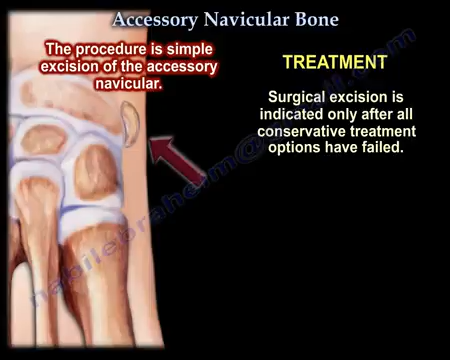 Accessory Navicular Bone
The procedure is simple
excision of the accessory
navicular.
TREATMENT
Surgical excision is
indicated only after all
conservative treatment
options have failed.